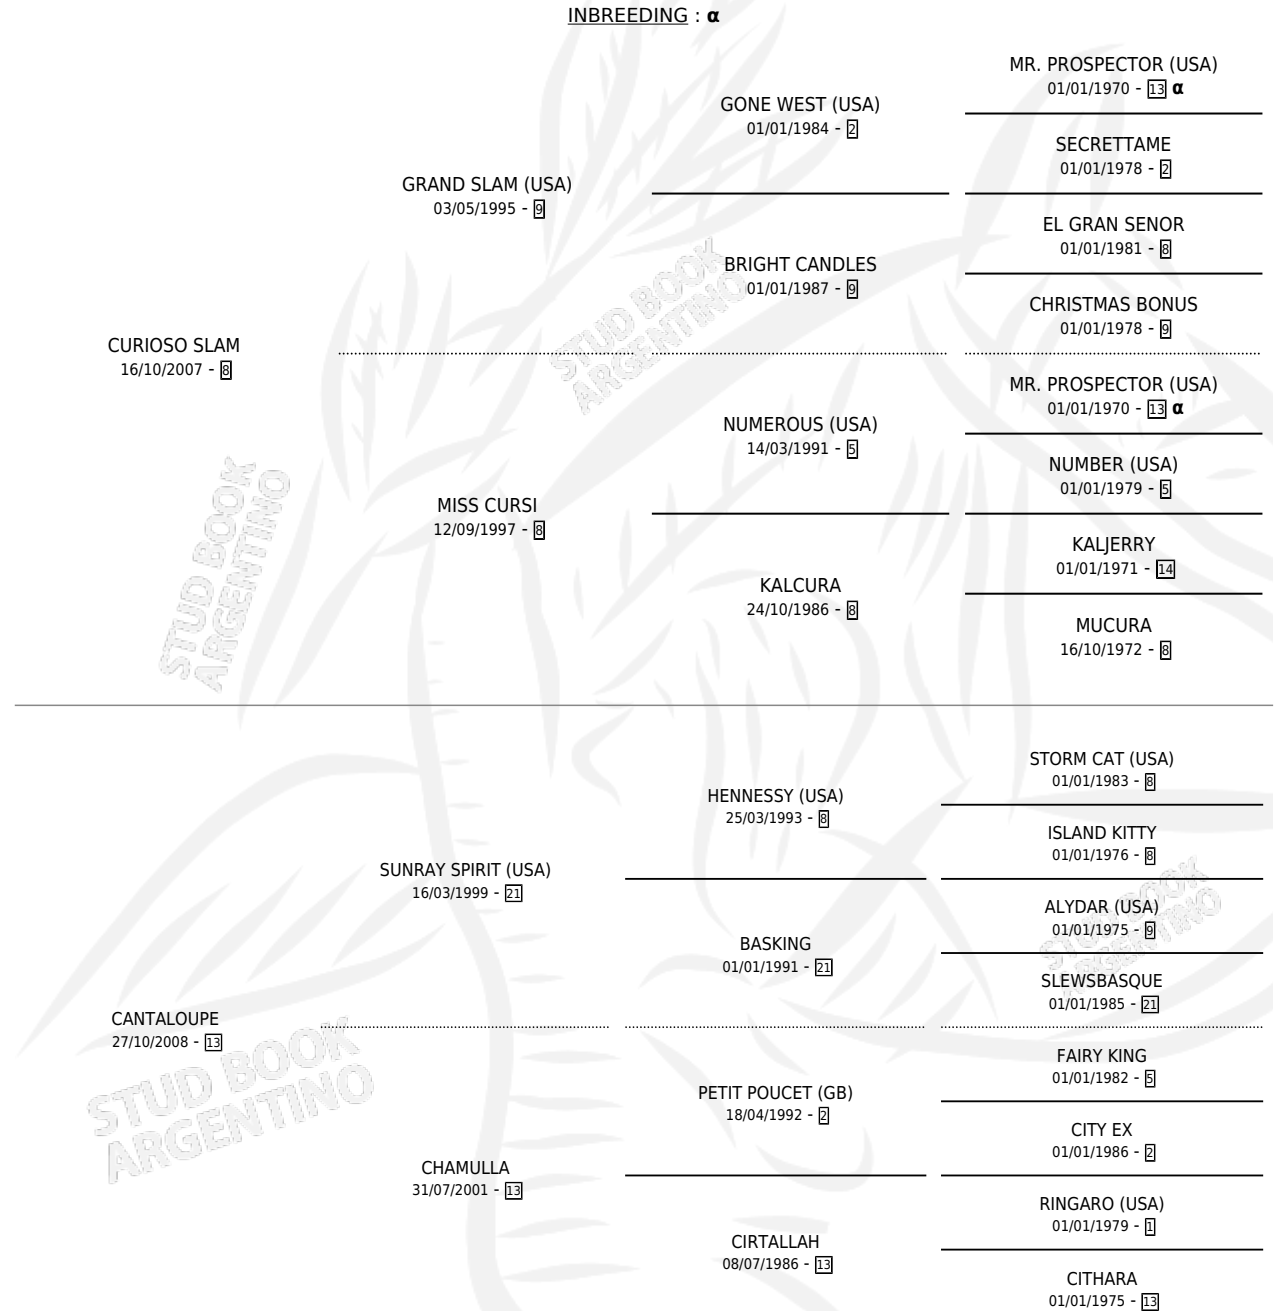 INBREEDING : α
MR. PROSPECTOR (USA)
01/01/1970 - 13 α
GONE WEST (USA)
01/01/1984 - 2
SECRETTAME
01/01/1978 - 2
GRAND SLAM (USA)
03/05/1995 - 9
EL GRAN SENOR
01/01/1981 - 8
BRIGHT CANDLES
01/01/1987 - 9
CHRISTMAS BONUS
01/01/1978 - 9
CURIOSO SLAM
16/10/2007 - 8
MR. PROSPECTOR (USA)
01/01/1970 - 13 α
NUMEROUS (USA)
14/03/1991 - 5
NUMBER (USA)
01/01/1979 - 5
MISS CURSI
12/09/1997 - 8
KALJERRY
01/01/1971 - 14
KALCURA
24/10/1986 - 8
MUCURA
16/10/1972 - 8
STORM CAT (USA)
01/01/1983 - 8
HENNESSY (USA)
25/03/1993 - 8
ISLAND KITTY
01/01/1976 - 8
SUNRAY SPIRIT (USA)
16/03/1999 - 21
ALYDAR (USA)
01/01/1975 - 9
BASKING
01/01/1991 - 21
SLEWSBASQUE
01/01/1985 - 21
CANTALOUPE
27/10/2008 - 13
FAIRY KING
01/01/1982 - 5
PETIT POUCET (GB)
18/04/1992 - 2
CITY EX
01/01/1986 - 2
CHAMULLA
31/07/2001 - 13
RINGARO (USA)
01/01/1979 - 1
CIRTALLAH
08/07/1986 - 13
CITHARA
01/01/1975 - 13
STUD BOOK
ARGENTINO
STUD BOOK
ARGENTINO
STUD BOOK
ARGENTINO
STUD BOOK
ARGENTINO